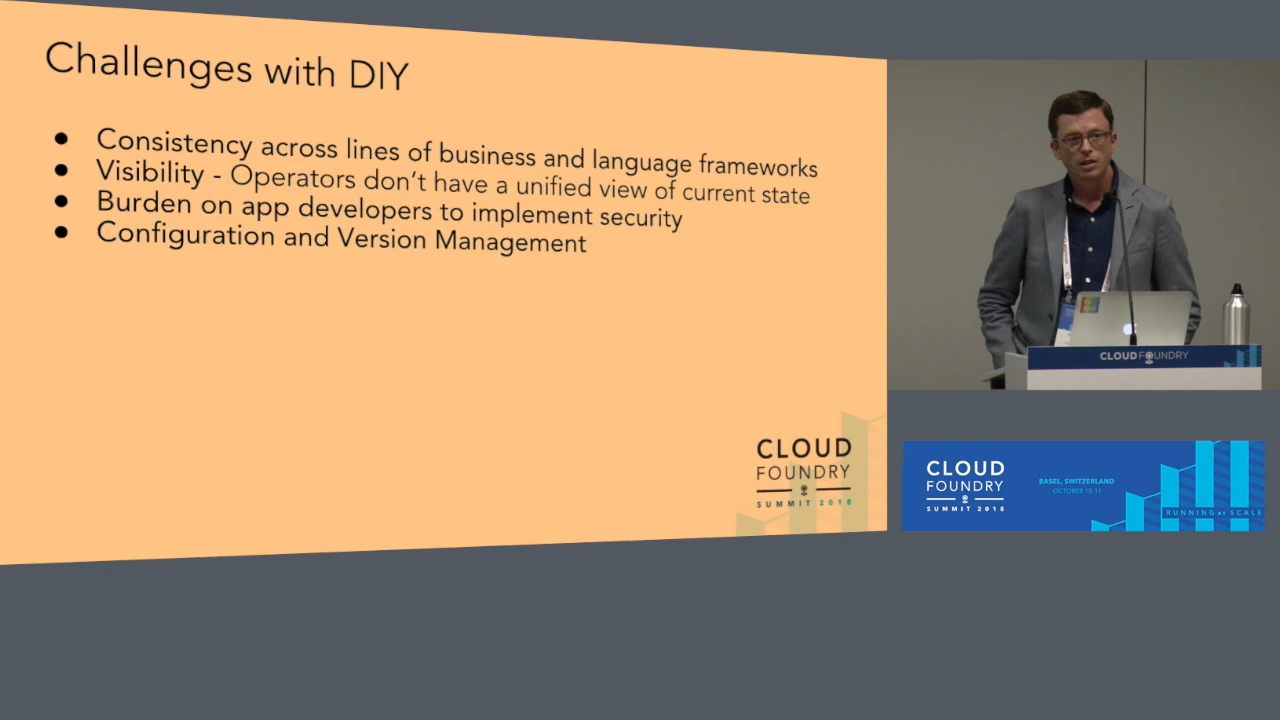 Challenges with DIY
● Consistency across lines of business and language frameworks
● Visibility - Operators don't have a unified view of current state
● Burden on app developers to implement security
● Configuration and Version Management
CLOUD
FOUNDRY
SUMMIT 2018
CLOUD FOUNDRY
CLOUD
FOUNDRY
SUMMIT 2018
BASEL, SWITZERLAND
OCTOBER 10-11
RUNNING AT SCALE